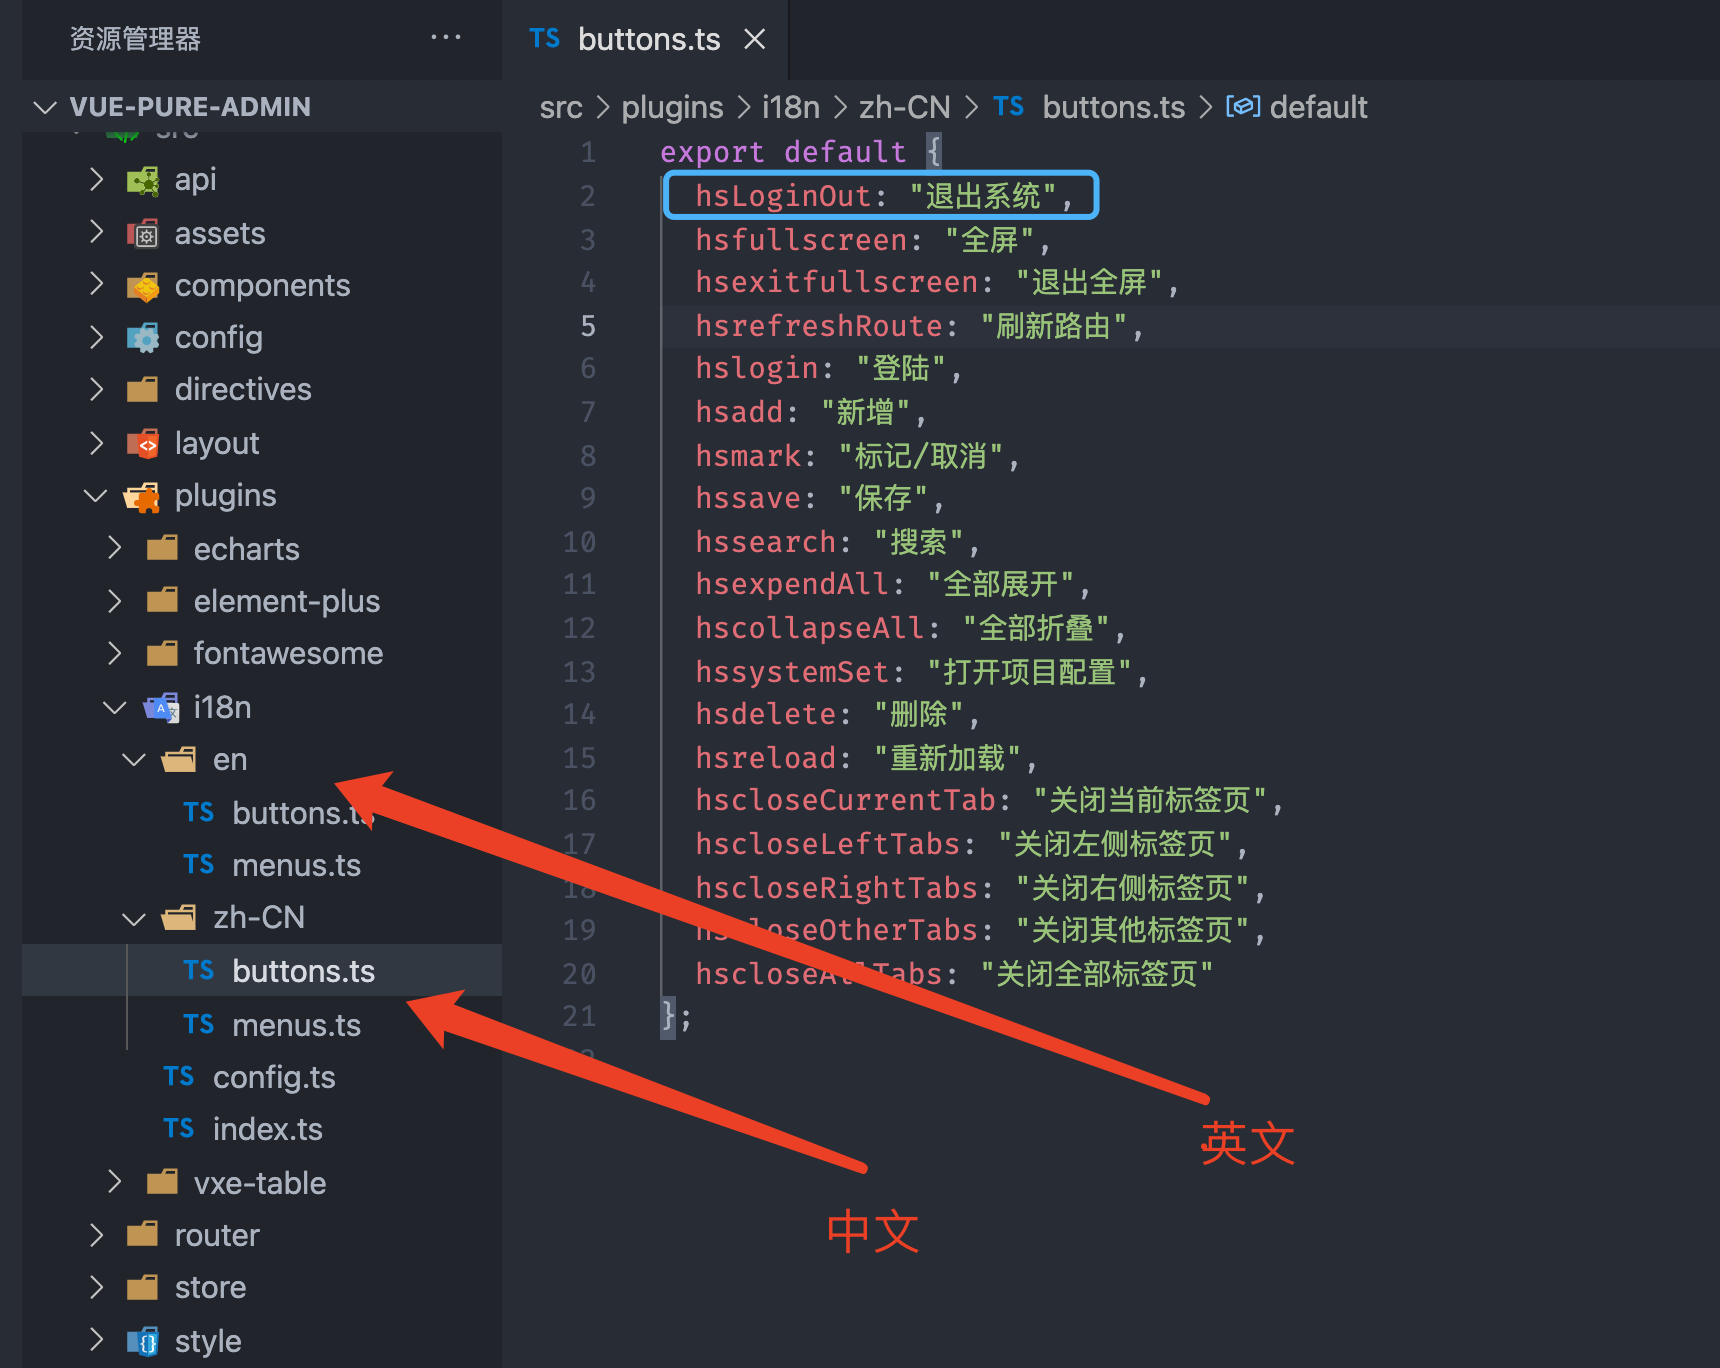 资源管理器 ···
TS buttons.ts ×
VUE-PURE-ADMIN
src > plugins > i18n > zh-CN > TS buttons.ts > default
src
api
assets
components
config
directives
layout
plugins
echarts
element-plus
fontawesome
i18n
en
TS buttons.ts
TS menus.ts
zh-CN
TS buttons.ts
TS menus.ts
TS config.ts
TS index.ts
vxe-table
router
store
style
1 export default {
2 hsLoginOut: "退出系统",
3 hsfullscreen: "全屏",
4 hsexitfullscreen: "退出全屏",
5 hsrefreshRoute: "刷新路由",
6 hslogin: "登陆",
7 hsadd: "新增",
8 hsmark: "标记/取消",
9 hssave: "保存",
10 hssearch: "搜索",
11 hsexpendAll: "全部展开",
12 hscollapseAll: "全部折叠",
13 hssystemSet: "打开项目配置",
14 hsdelete: "删除",
15 hsreload: "重新加载",
16 hscloseCurrentTab: "关闭当前标签页",
17 hscloseLeftTabs: "关闭左侧标签页",
18 hscloseRightTabs: "关闭右侧标签页",
19 hscloseOtherTabs: "关闭其他标签页",
20 hscloseAllTabs: "关闭全部标签页"
21 };
22
英文
中文